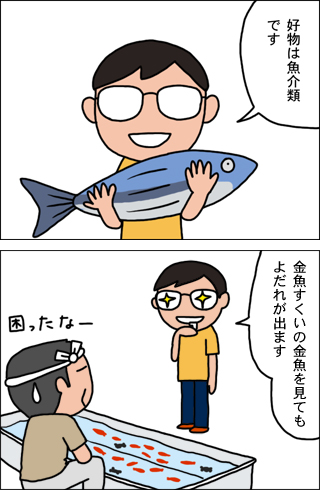 好物は魚介類
です
金魚すくいの金魚を見ても
よだれが出ます
困ったなー